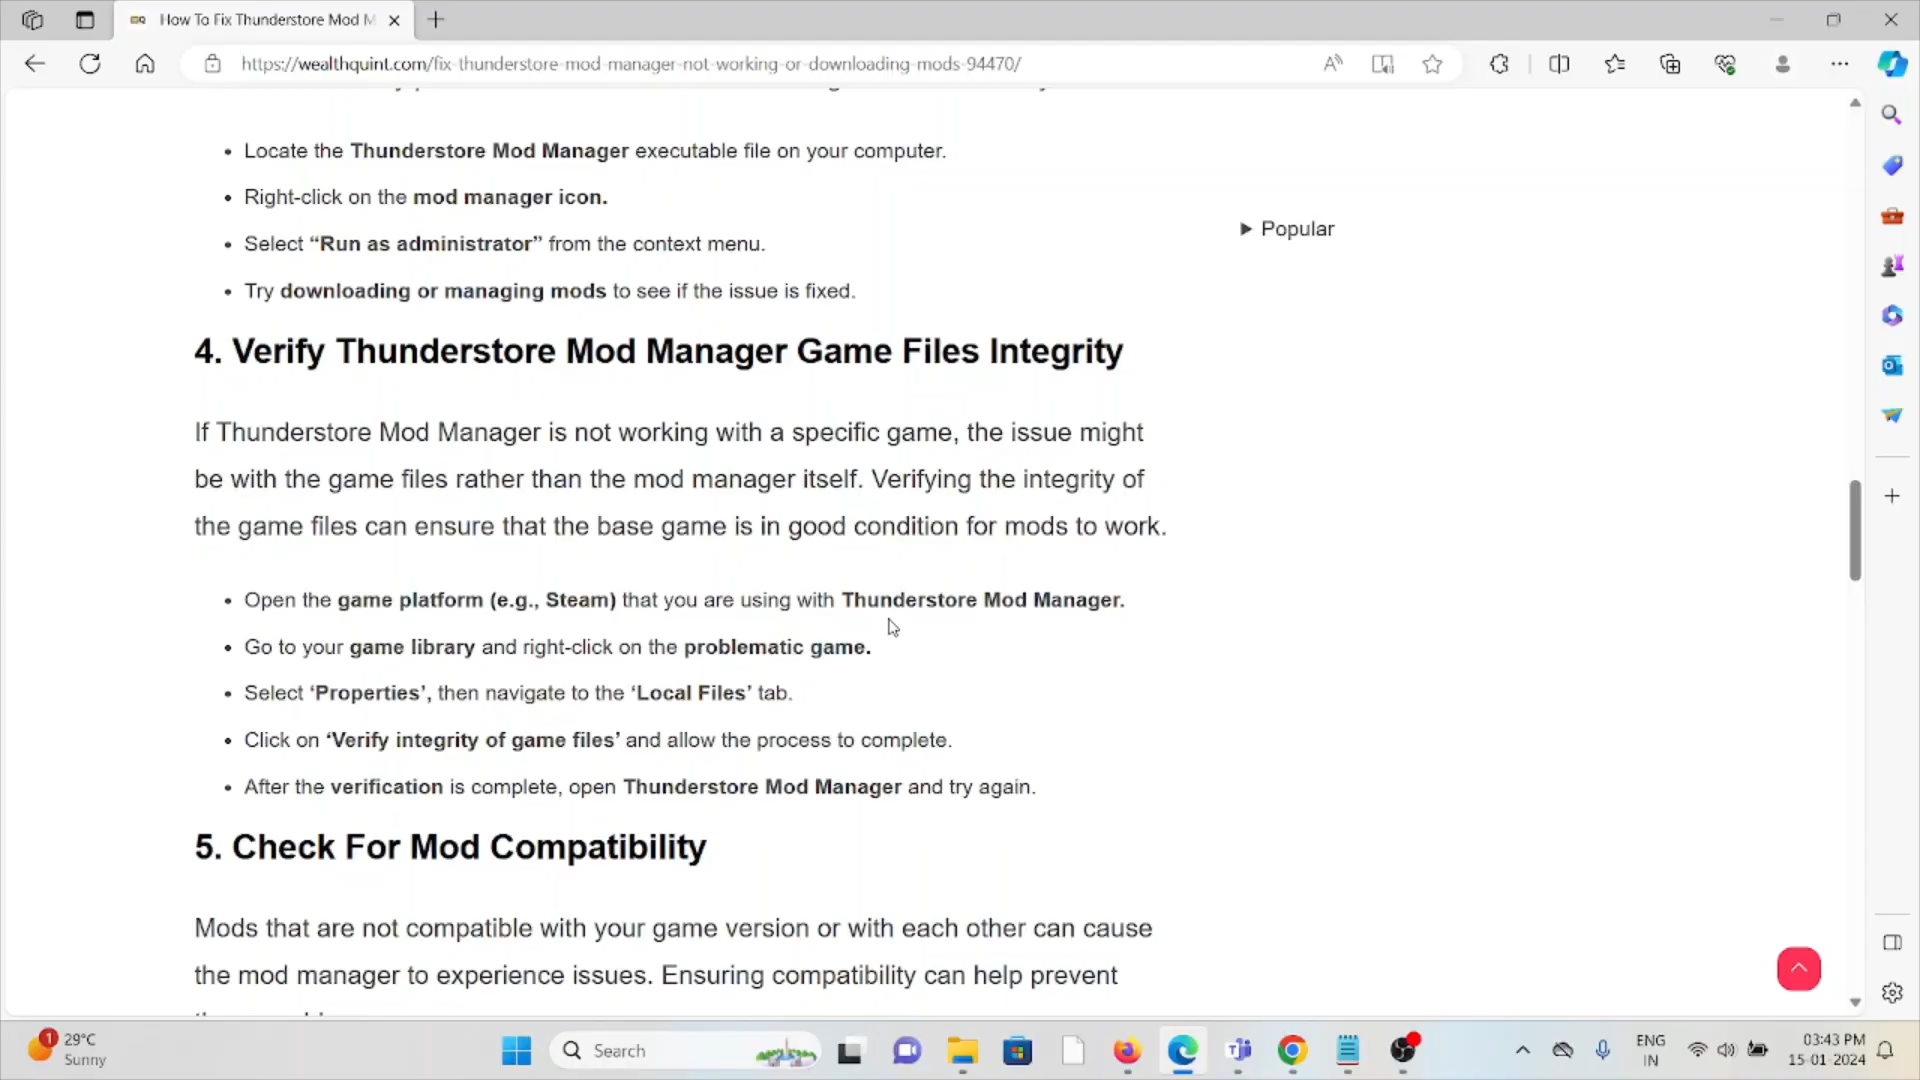 How To Fix Thunderstore Mod M
https://wealthquint.com/fix-thunderstore-mod-manager-not-working-or-downloading-mods-94470/
• Locate the Thunderstore Mod Manager executable file on your computer.
• Right-click on the mod manager icon.
Popular
• Select “Run as administrator” from the context menu.
• Try downloading or managing mods to see if the issue is fixed.
4. Verify Thunderstore Mod Manager Game Files Integrity
If Thunderstore Mod Manager is not working with a specific game, the issue might
be with the game files rather than the mod manager itself. Verifying the integrity of
the game files can ensure that the base game is in good condition for mods to work.
• Open the game platform (e.g., Steam) that you are using with Thunderstore Mod Manager.
• Go to your game library and right-click on the problematic game.
• Select ‘Properties’, then navigate to the ‘Local Files’ tab.
• Click on ‘Verify integrity of game files’ and allow the process to complete.
• After the verification is complete, open Thunderstore Mod Manager and try again.
5. Check For Mod Compatibility
Mods that are not compatible with your game version or with each other can cause
the mod manager to experience issues. Ensuring compatibility can help prevent
1
29°C
Sunny
Search
ENG
IN
03:43 PM
15-01-2024